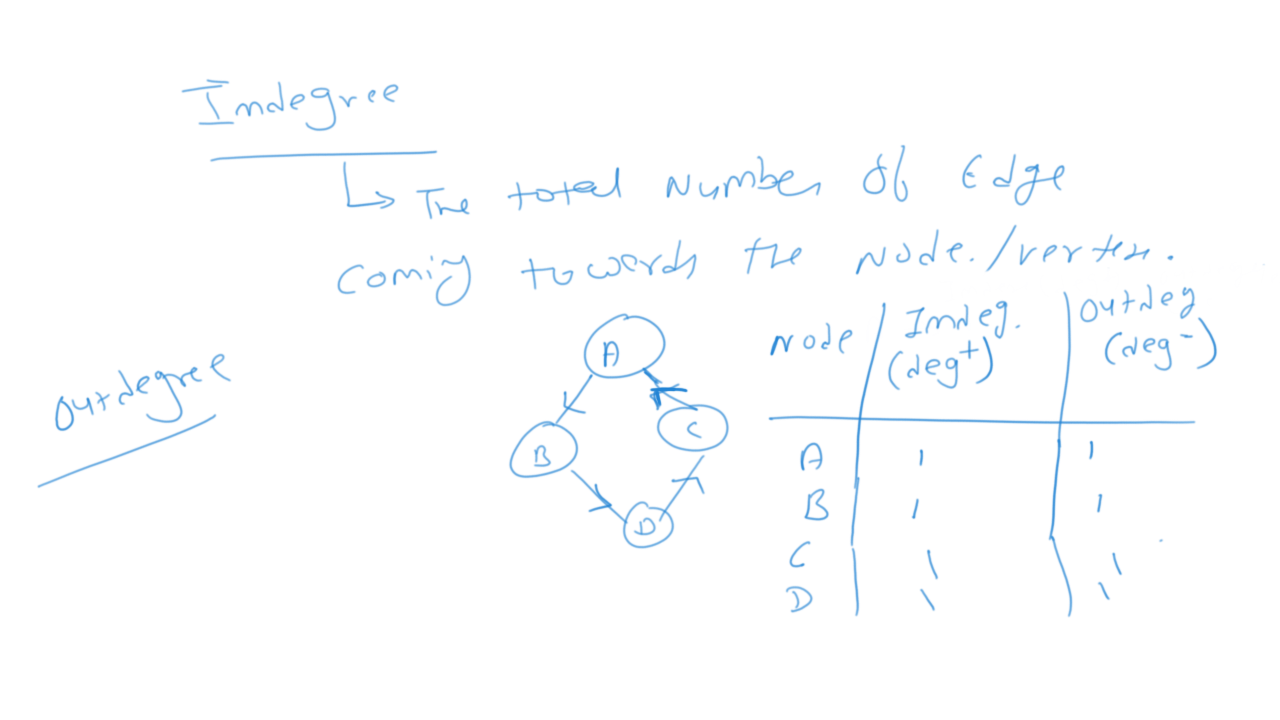 Indegree
The total Number of Edge
coming towards the Node./vertex.
Outdegree
A
B
C
D
Node Indeg. (deg+) Outdeg (deg-)
A 1 1
B 1 1
C 1 1
D 1 1